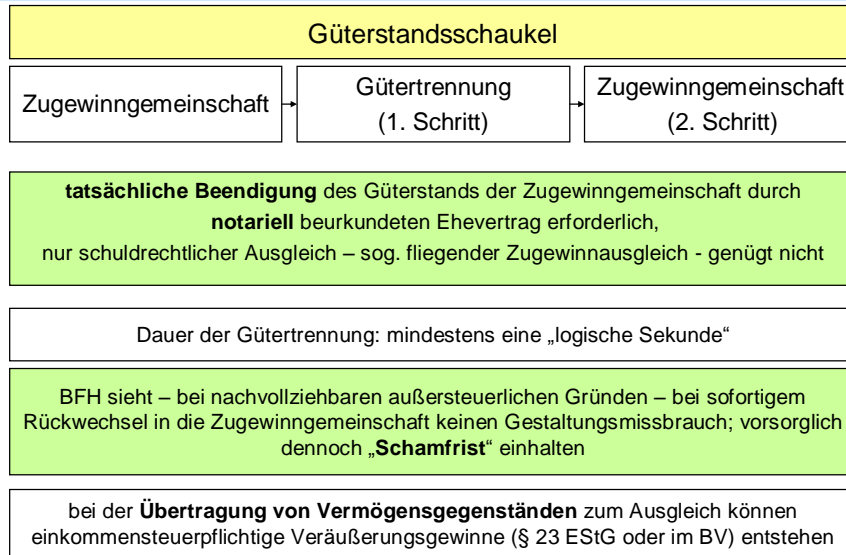 Güterstandsschaukel
Zugewinngemeinschaft
Gütertrennung
(1. Schritt)
Zugewinngemeinschaft
(2. Schritt)
tatsächliche Beendigung des Güterstands der Zugewinngemeinschaft durch
notariell beurkundeten Ehevertrag erforderlich,
nur schuldrechtlicher Ausgleich – sog. fliegender Zugewinnausgleich - genügt nicht
Dauer der Gütertrennung: mindestens eine „logische Sekunde“
BFH sieht – bei nachvollziehbaren außersteuerlichen Gründen – bei sofortigem
Rückwechsel in die Zugewinngemeinschaft keinen Gestaltungsmissbrauch; vorsorglich
dennoch „Schamfrist“ einhalten
bei der Übertragung von Vermögensgegenständen zum Ausgleich können
einkommensteuerpflichtige Veräußerungsgewinne (§ 23 EStG oder im BV) entstehen